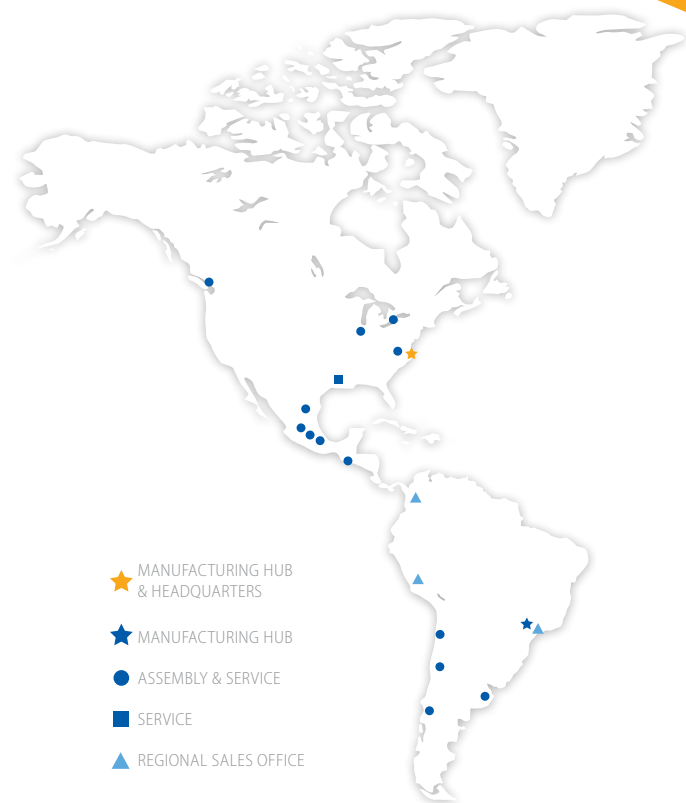 MANUFACTURING HUB
& HEADQUARTERS
MANUFACTURING HUB
ASSEMBLY & SERVICE
SERVICE
REGIONAL SALES OFFICE